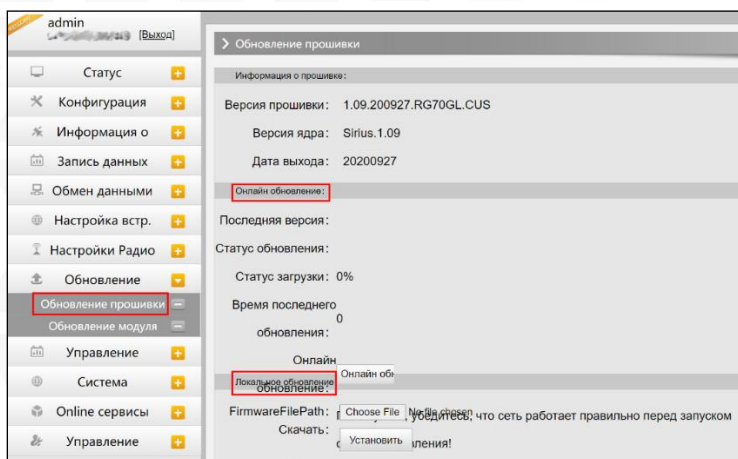 admin
[Выход]
Статус
Конфигурация
Информация о
Запись данных
Обмен данными
Настройка встр.
Настройки Радио
Обновление
Обновление прошивки
Обновление модуля
Управление
Система
Online сервисы
Управление
Обновление прошивки
Информация о прошивке:
Версия прошивки: 1.09.200927.RG70GL.CUS
Версия ядра: Sirius.1.09
Дата выхода: 20200927
Онлайн обновление:
Последняя версия:
Статус обновления:
Статус загрузки: 0%
Время последнего
0
обновления:
Онлайн
Онлайн об
Локальное обновление
обновление:
FirmwareFilePath: Choose File No file chosen убедитесь, что сеть работает правильно перед запуском
Скачать: Установить ления!